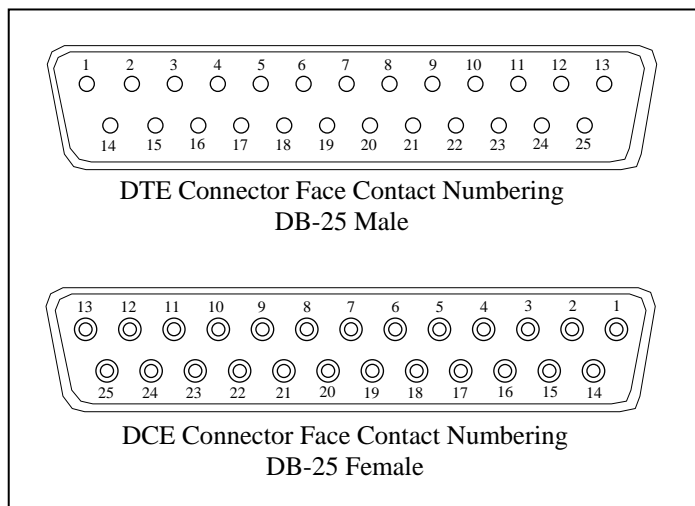 1 2 3 4 5 6 7 8 9 10 11 12 13
14 15 16 17 18 19 20 21 22 23 24 25
DTE Connector Face Contact Numbering
DB-25 Male
13 12 11 10 9 8 7 6 5 4 3 2 1
25 24 23 22 21 20 19 18 17 16 15 14
DCE Connector Face Contact Numbering
DB-25 Female